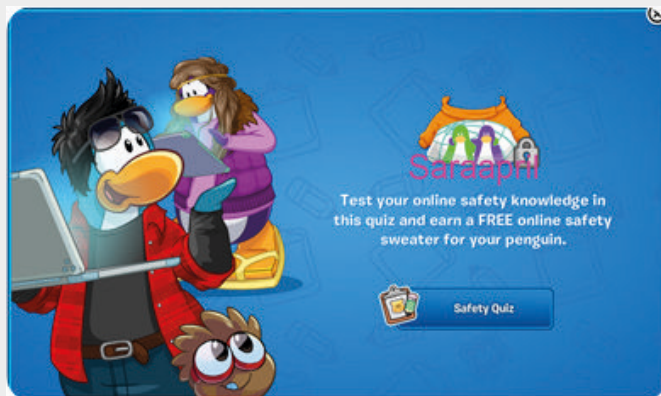 Saraapril
Test your online safety knowledge in
this quiz and earn a FREE online safety
sweater for your penguin.
Safety Quiz